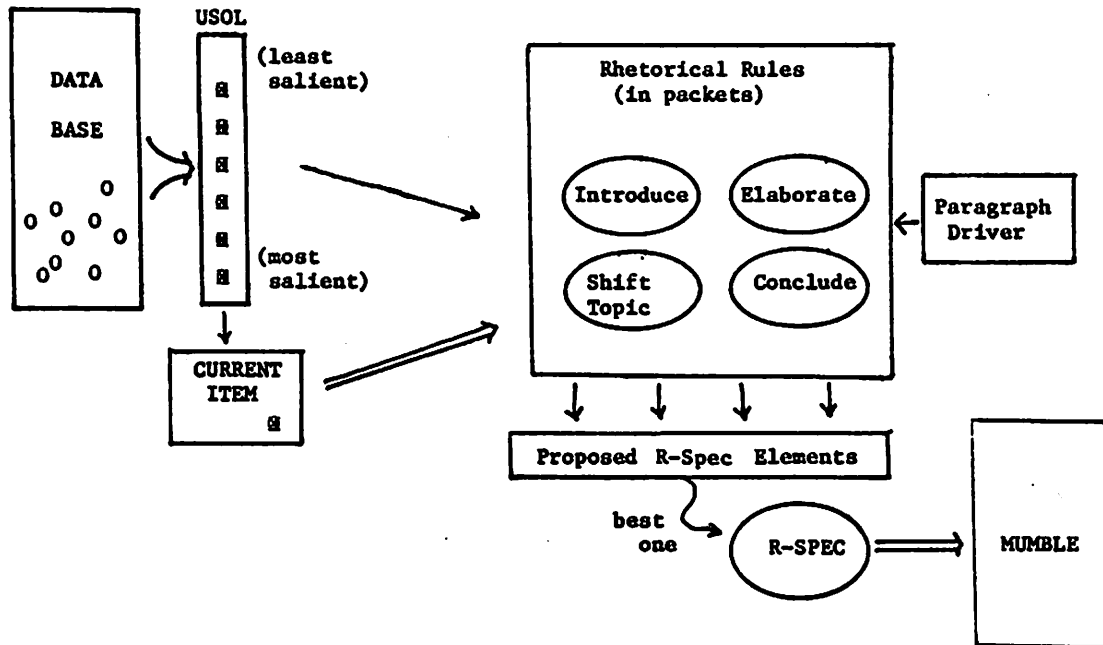 USOL
DATA
BASE
(least
salient)
(most
salient)
CURRENT
ITEM
Rhetorical Rules
(in packets)
Introduce
Elaborate
Shift
Topic
Conclude
Paragraph
Driver
Proposed R-Spec Elements
best
one
R-SPEC
MUMBLE